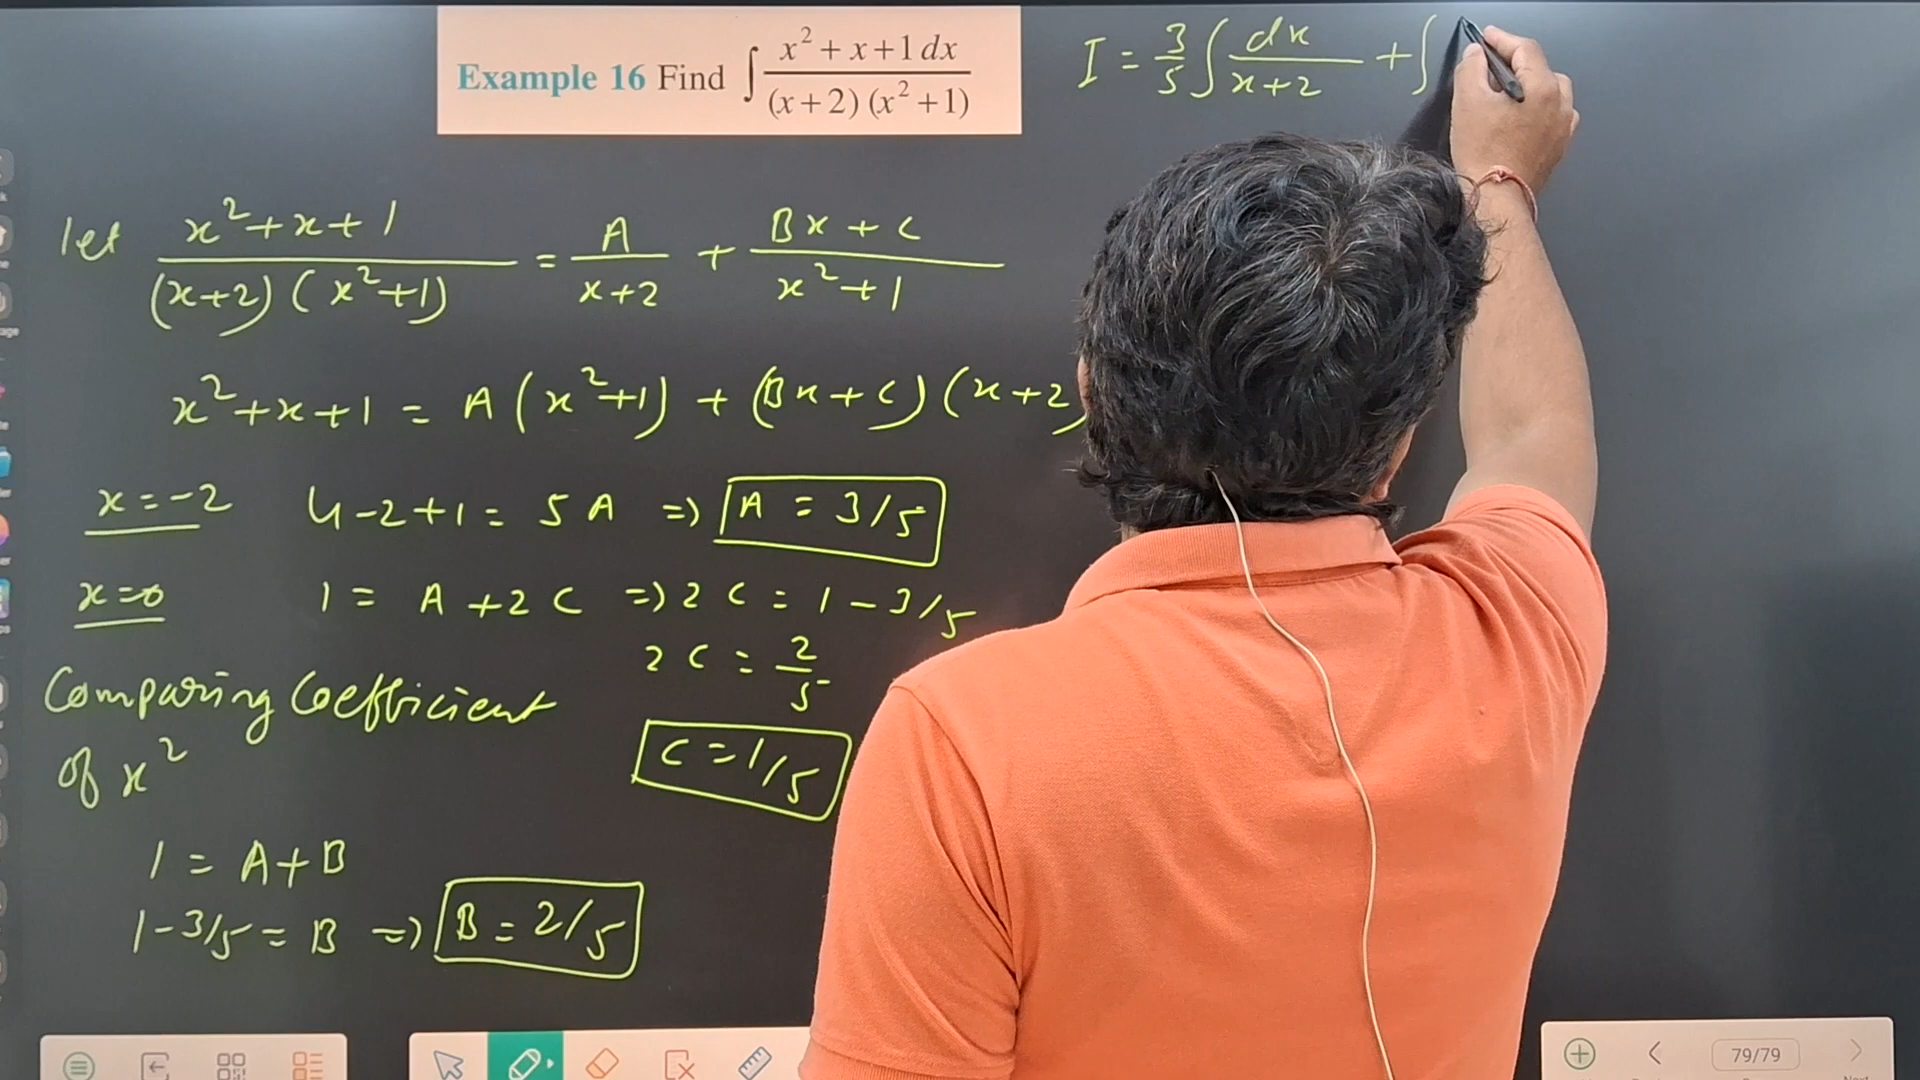 Example 16 Find ∫ x² + x + 1 dx / (x + 2) (x² + 1)
I = 3/5 ∫ dx / x+2 + ∫
let x²+x+1 / (x+2) (x²+1) = A / x+2 + Bx + C / x²+1
x²+x+1 = A (x²+1) + (Bx+C) (x+2)
x=-2 4-2+1 = 5A => A = 3/5
x=0 1 = A +2C => 2C = 1 - 3/5
2C = 2/5
Comparing Coefficient
of x²
C = 1/5
1 = A+B
1-3/5 = B => B = 2/5
79/79